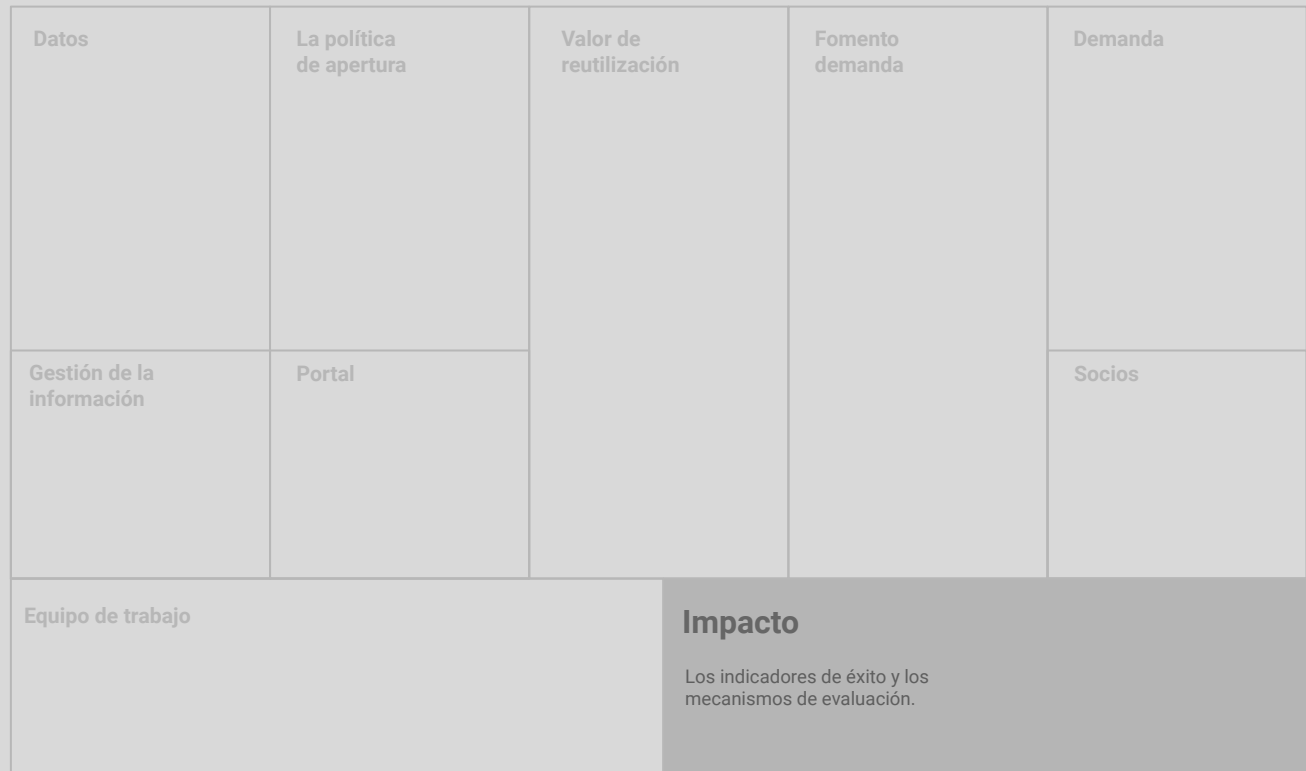 Datos
La política
de apertura
Valor de
reutilización
Fomento
demanda
Demanda
Gestión de la
información
Portal
Socios
Equipo de trabajo
Impacto
Los indicadores de éxito y los
mecanismos de evaluación.